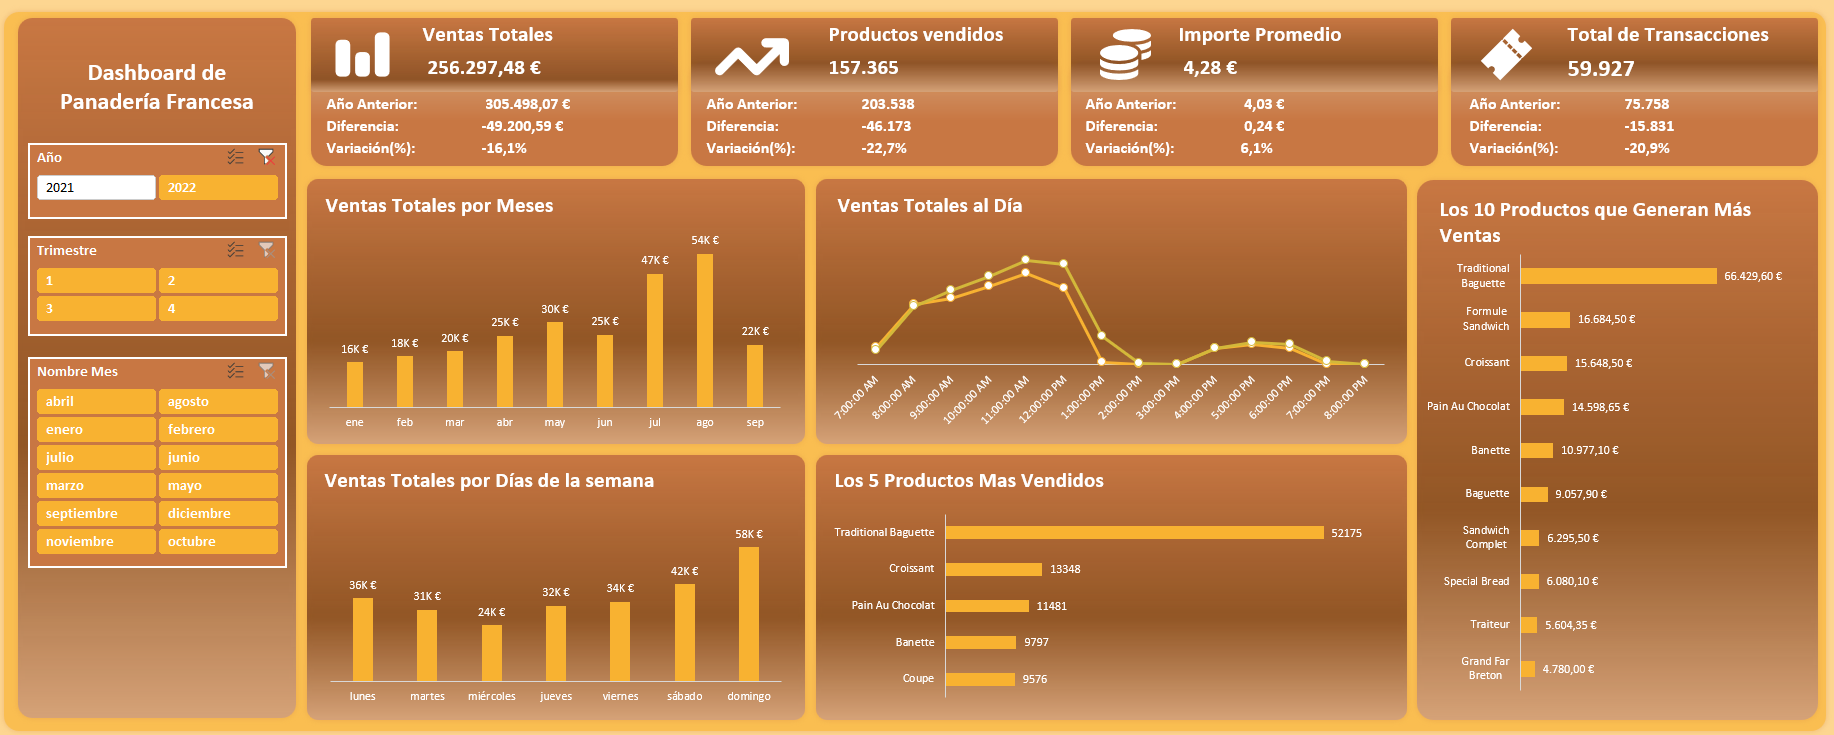 Dashboard de
Panadería Francesa
Año
2021 2022
Trimestre
1 2
3 4
Nombre Mes
abril agosto
enero febrero
julio junio
marzo mayo
septiembre diciembre
noviembre octubre
Ventas Totales
256.297,48 €
Año Anterior: 305.498,07 €
Diferencia: -49.200,59 €
Variación(%): -16,1%
Productos vendidos
157.365
Año Anterior: 203.538
Diferencia: -46.173
Variación(%): -22,7%
Importe Promedio
4,28 €
Año Anterior: 4,03 €
Diferencia: 0,24 €
Variación(%): 6,1%
Total de Transacciones
59.927
Año Anterior: 75.758
Diferencia: -15.831
Variación(%): -20,9%
Ventas Totales por Meses
16K € 18K € 20K € 25K € 30K € 25K € 47K € 54K € 22K €
ene feb mar abr may jun jul ago sep
Ventas Totales al Día
7:00:00 AM 8:00:00 AM 9:00:00 AM 10:00:00 AM 11:00:00 AM 12:00:00 PM 1:00:00 PM 2:00:00 PM 3:00:00 PM 4:00:00 PM 5:00:00 PM 6:00:00 PM 7:00:00 PM 8:00:00 PM
Ventas Totales por Días de la semana
36K € 31K € 24K € 32K € 34K € 42K € 58K €
lunes martes miércoles jueves viernes sábado domingo
Los 5 Productos Mas Vendidos
Traditional Baguette 52175
Croissant 13348
Pain Au Chocolat 11481
Banette 9797
Coupe 9576
Los 10 Productos que Generan Más
Ventas
Traditional
Baguette 66.429,60 €
Formule
Sandwich 16.684,50 €
Croissant 15.648,50 €
Pain Au Chocolat 14.598,65 €
Banette 10.977,10 €
Baguette 9.057,90 €
Sandwich
Complet 6.295,50 €
Special Bread 6.080,10 €
Traiteur 5.604,35 €
Grand Far
Breton 4.780,00 €